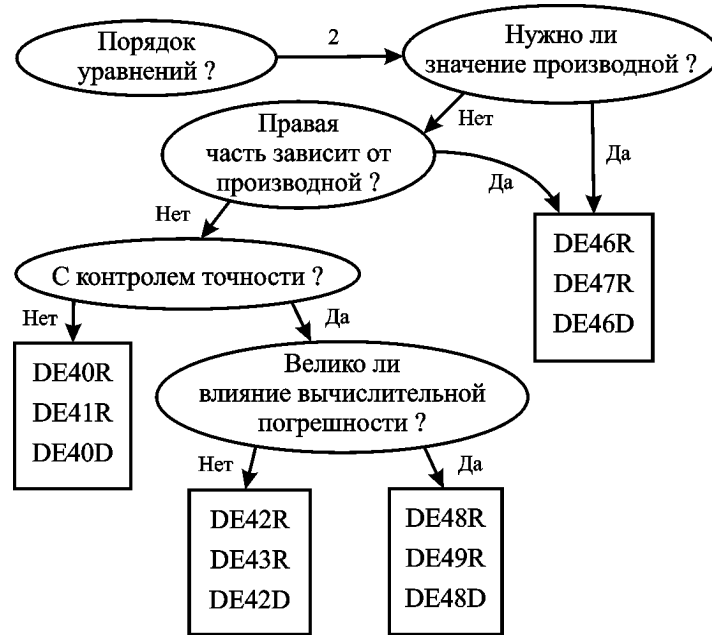 Порядок
уравнений ?
2
Нужно ли
значение производной ?
Нет
Да
Правая
часть зависит от
производной ?
Да
Нет
DE46R
DE47R
DE46D
С контролем точности ?
Нет
Да
DE40R
DE41R
DE40D
Велико ли
влияние вычислительной
погрешности ?
Нет
Да
DE42R
DE43R
DE42D
DE48R
DE49R
DE48D